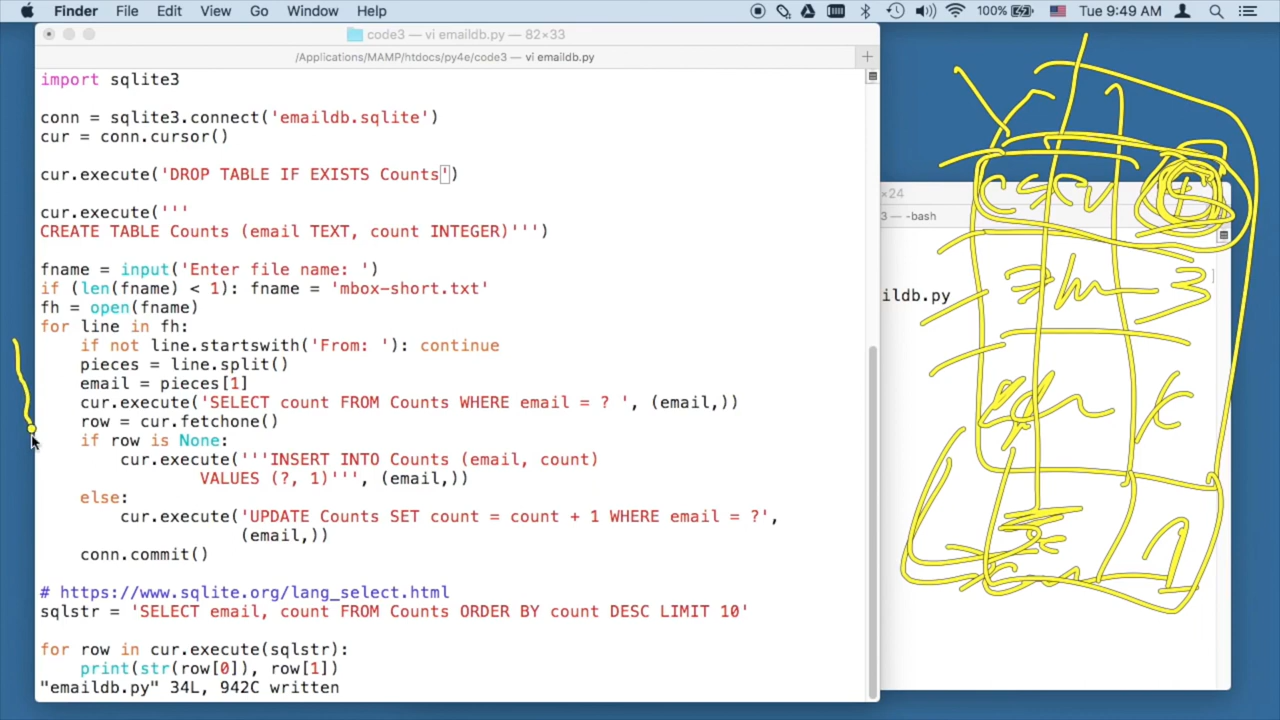 Finder File Edit View Go Window Help 100% Tue 9:49 AM
code3 — vi emaildb.py — 82×33
/Applications/MAMP/htdocs/py4e/code3 — vi emaildb.py
import sqlite3
conn = sqlite3.connect('emaildb.sqlite')
cur = conn.cursor()
cur.execute('DROP TABLE IF EXISTS Counts')
cur.execute('''
CREATE TABLE Counts (email TEXT, count INTEGER)''')
fname = input('Enter file name: ')
if (len(fname) < 1): fname = 'mbox-short.txt'
fh = open(fname)
for line in fh:
    if not line.startswith('From: '): continue
    pieces = line.split()
    email = pieces[1]
    cur.execute('SELECT count FROM Counts WHERE email = ? ', (email,))
    row = cur.fetchone()
    if row is None:
        cur.execute('''INSERT INTO Counts (email, count)
                VALUES (?, 1)''', (email,))
    else:
        cur.execute('UPDATE Counts SET count = count + 1 WHERE email = ?',
                    (email,))
    conn.commit()
# https://www.sqlite.org/lang_select.html
sqlstr = 'SELECT email, count FROM Counts ORDER BY count DESC LIMIT 10'
for row in cur.execute(sqlstr):
    print(str(row[0]), row[1])
"emaildb.py" 34L, 942C written
×24
3 — -bash
ildb.py
csev
3
1